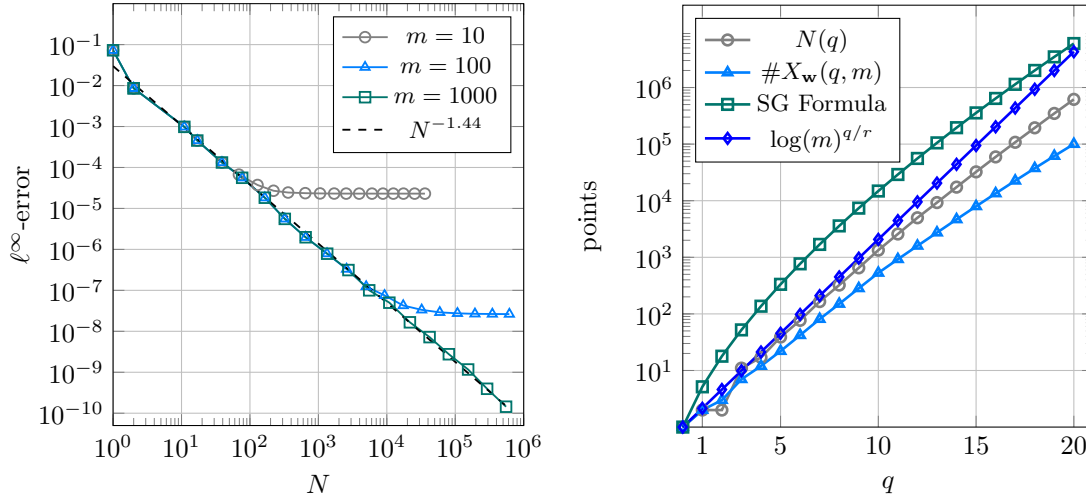 10^{-1}
10^{-2}
10^{-3}
10^{-4}
10^{-5}
10^{-6}
10^{-7}
10^{-8}
10^{-9}
10^{-10}
ℓ^∞-error
m = 10
m = 100
m = 1000
N^{-1.44}
10^0 10^1 10^2 10^3 10^4 10^5 10^6
N
10^6
10^5
10^4
10^3
10^2
10^1
points
N(q)
#X_𝐰(q, m)
SG Formula
log(m)^{q/r}
1 5 10 15 20
q